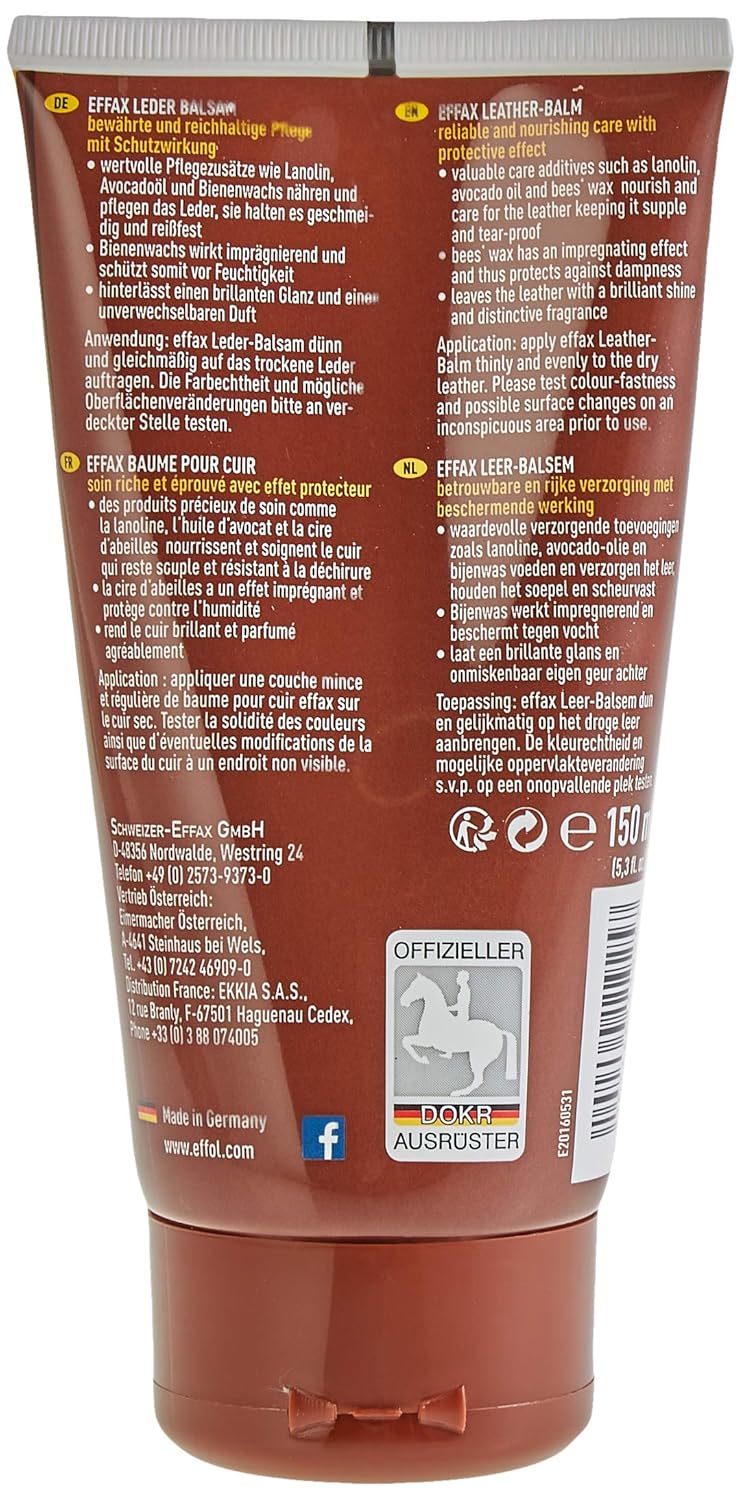 DE
EFFAX LEDER BALSAM
bewährte und reichhaltige Pflege
mit Schutzwirkung
• wertvolle Pflegezusätze wie Lanolin,
Avocadoöl und Bienenwachs nähren und
pflegen das Leder, sie halten es geschmei-
dig und reißfest
• Bienenwachs wirkt imprägnierend und
schützt somit vor Feuchtigkeit
• hinterlässt einen brillanten Glanz und einen
unverwechselbaren Duft
Anwendung: effax Leder-Balsam dünn
und gleichmäßig auf das trockene Leder
auftragen. Die Farbechtheit und mögliche
Oberflächenveränderungen bitte an ver-
deckter Stelle testen.
EN
EFFAX LEATHER-BALM
reliable and nourishing care with
protective effect
• valuable care additives such as lanolin,
avocado oil and bees' wax nourish and
care for the leather keeping it supple
and tear-proof
• bees' wax has an impregnating effect
and thus protects against dampness
• leaves the leather with a brilliant shine
and distinctive fragrance
Application: apply effax Leather-
Balm thinly and evenly to the dry
leather. Please test colour-fastness
and possible surface changes on an
inconspicuous area prior to use.
FR
EFFAX BAUME POUR CUIR
soin riche et éprouvé avec effet protecteur
• des produits précieux de soin comme
la lanoline, l'huile d'avocat et la cire
d'abeilles nourrissent et soignent le cuir
qui reste souple et résistant à la déchirure
• la cire d'abeilles a un effet imprégnant et
protège contre l'humidité
• rend le cuir brillant et parfumé
agréablement
Application : appliquer une couche mince
et régulière de baume pour cuir effax sur
le cuir sec. Tester la solidité des couleurs
ainsi que d'éventuelles modifications de la
surface du cuir à un endroit non visible.
NL
EFFAX LEER-BALSEM
betrouwbare en rijke verzorging met
beschermende werking
• waardevolle verzorgende toevoegingen
zoals lanoline, avocado-olie en
bijenwas voeden en verzorgen het leer,
houden het soepel en scheurvast
• Bijenwas werkt impregnerend en
beschermt tegen vocht
• laat een brillante glans en
onmiskenbaar eigen geur achter
Toepassing: effax Leer-Balsem dun
en gelijkmatig op het droge leer
aanbrengen. De kleurechtheid en
mogelijke oppervlakteverandering
s.v.p. op een onopvallende plek testen.
SCHWEIZER-EFFAX GMBH
D-48356 Nordwalde, Westring 24
Telefon +49 (0) 2573-9373-0
Vertrieb Österreich:
Eimermacher Österreich,
A-4641 Steinhaus bei Wels,
Tel. +43 (0) 7242 46909-0
Distribution France: EKKIA S.A.S.,
12 rue Branly, F-67501 Haguenau Cedex,
Phone +33 (0) 3 88 074005
Made in Germany
www.effol.com
f
℮ 150 m
(5,3 fl. oz
OFFIZIELLER
DOKR
AUSRÜSTER
E20160531